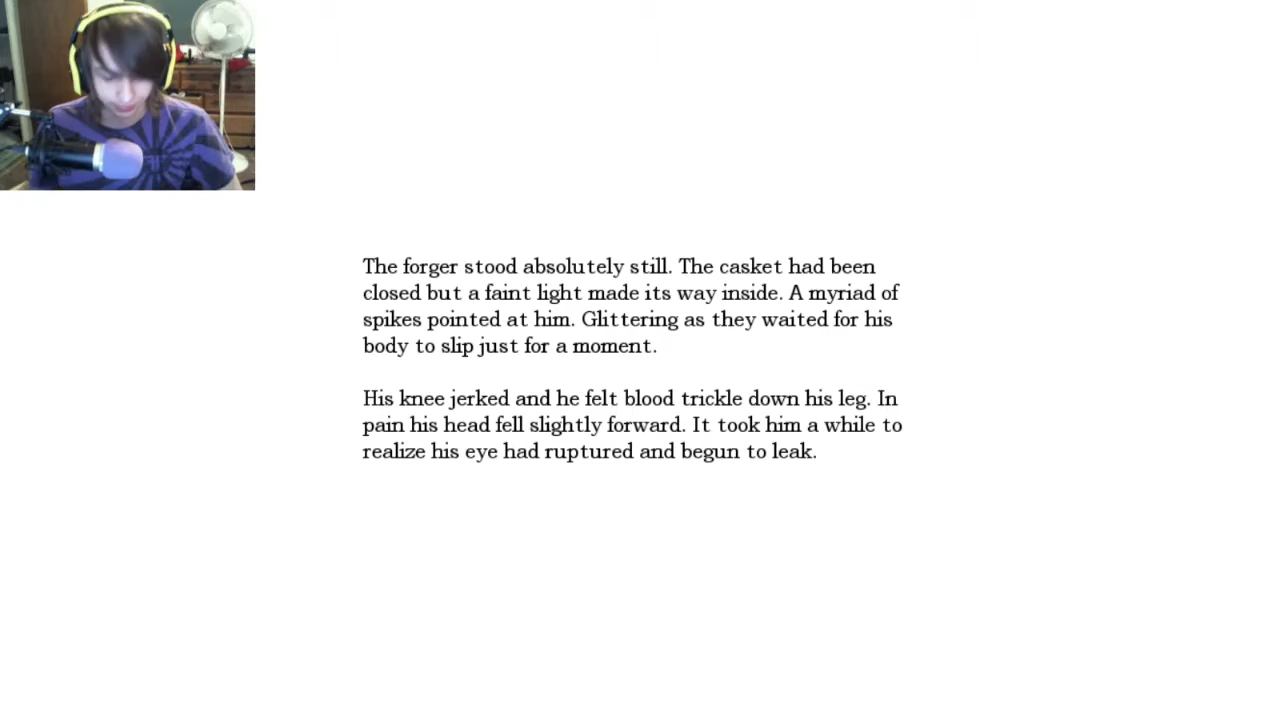 The forger stood absolutely still. The casket had been
closed but a faint light made its way inside. A myriad of
spikes pointed at him. Glittering as they waited for his
body to slip just for a moment.
His knee jerked and he felt blood trickle down his leg. In
pain his head fell slightly forward. It took him a while to
realize his eye had ruptured and begun to leak.